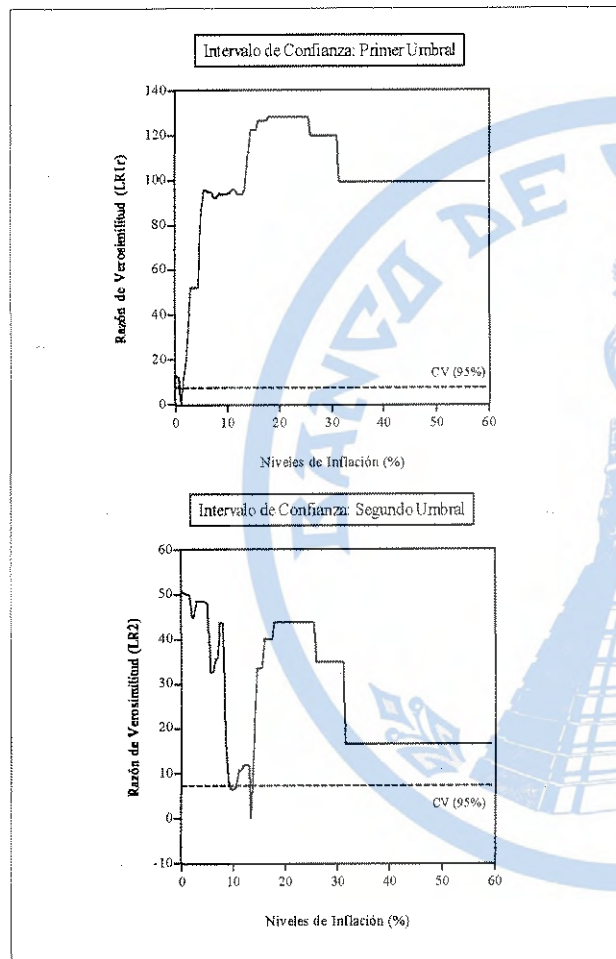 Intervalo de Confianza: Primer Umbral
140
120
100
80
60
40
20
0
Razón de Verosimilitud (LR1r)
CV (95%)
0 10 20 30 40 50 60
Niveles de Inflación (%)
Intervalo de Confianza: Segundo Umbral
60
50
40
30
20
10
0
-10
Razón de Verosimilitud (LR2)
CV (95%)
0 10 20 30 40 50 60
Niveles de Inflación (%)
BANCO DE